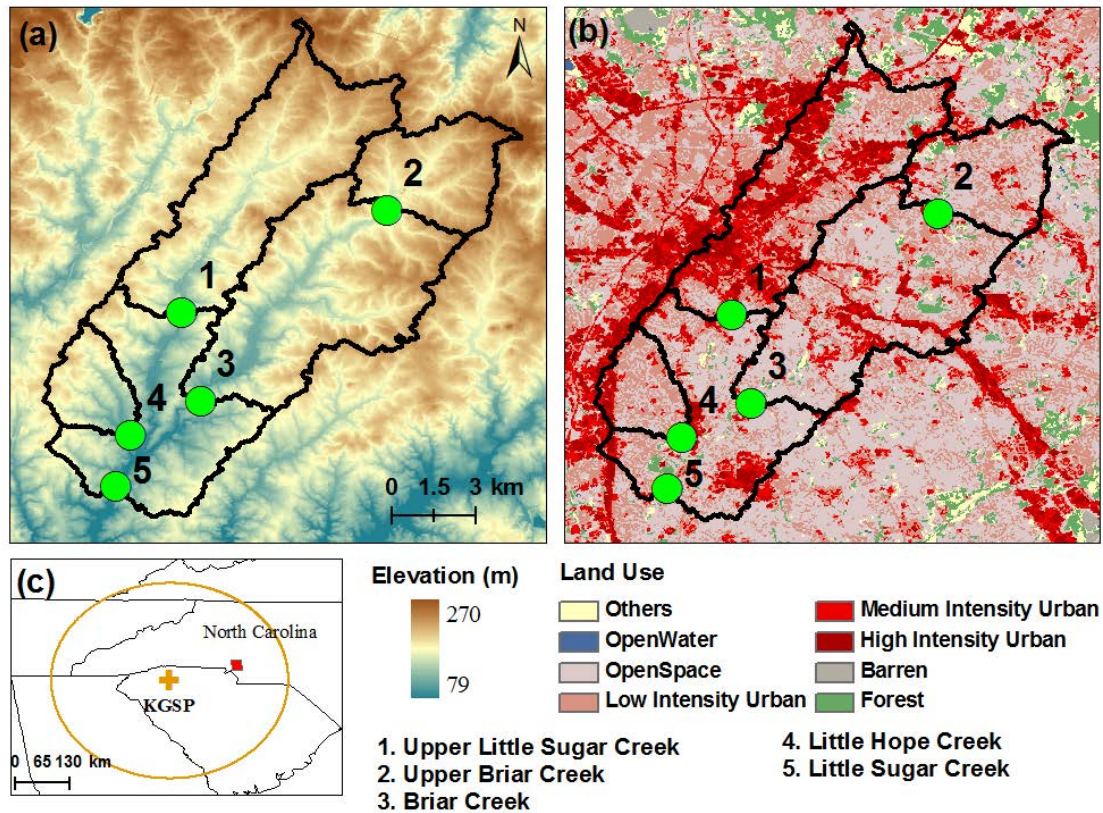 (a)
N
2
1
3
4
5
0 1.5 3 km
(b)
2
1
3
4
5
(c)
North Carolina
KGSP
0 65 130 km
Elevation (m)
270
79
Land Use
Others
OpenWater
OpenSpace
Low Intensity Urban
Medium Intensity Urban
High Intensity Urban
Barren
Forest
1. Upper Little Sugar Creek
2. Upper Briar Creek
3. Briar Creek
4. Little Hope Creek
5. Little Sugar Creek